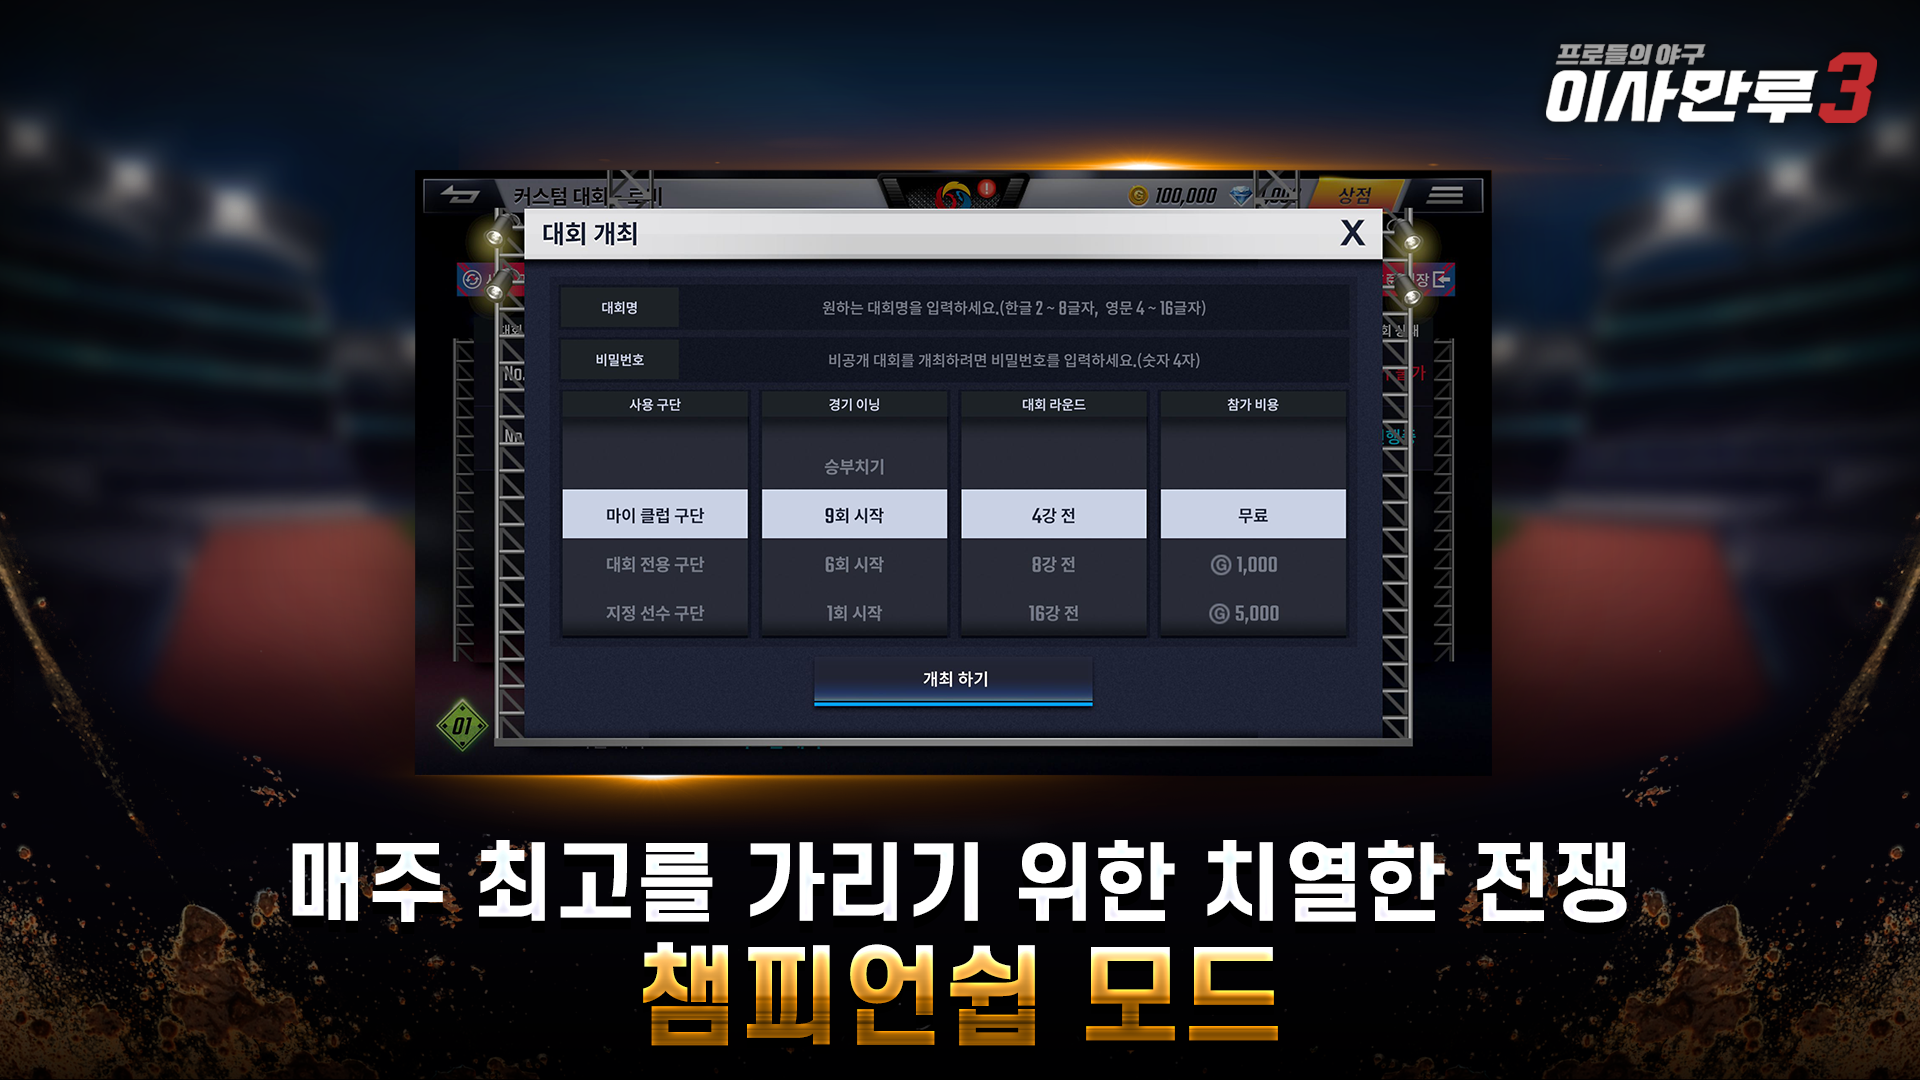 프로들의 야구
이사만루3
커스텀 대회 - 로비
100,000
상점
대회 개최
X
대회명
원하는 대회명을 입력하세요.(한글 2 ~ 8글자, 영문 4 ~ 16글자)
비밀번호
비공개 대회를 개최하려면 비밀번호를 입력하세요.(숫자 4자)
No.
No.
사용 구단 경기 이닝 대회 라운드 참가 비용
승부치기
마이 클럽 구단 9회 시작 4강 전 무료
대회 전용 구단 6회 시작 8강 전 G 1,000
지정 선수 구단 1회 시작 16강 전 G 5,000
개최 하기
01
매주 최고를 가리기 위한 치열한 전쟁
챔피언쉽 모드